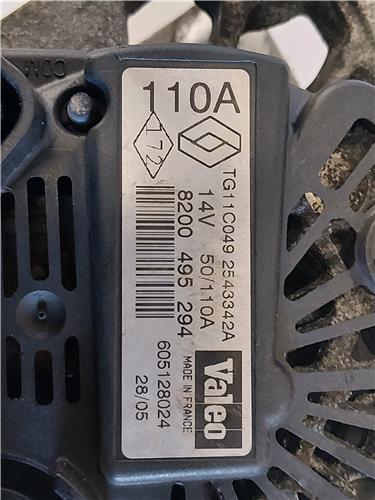 110A
172
TG11C049 2543342A
14V 50/110A
8200 495 294
Valeo
MADE IN FRANCE
605128024
28/05